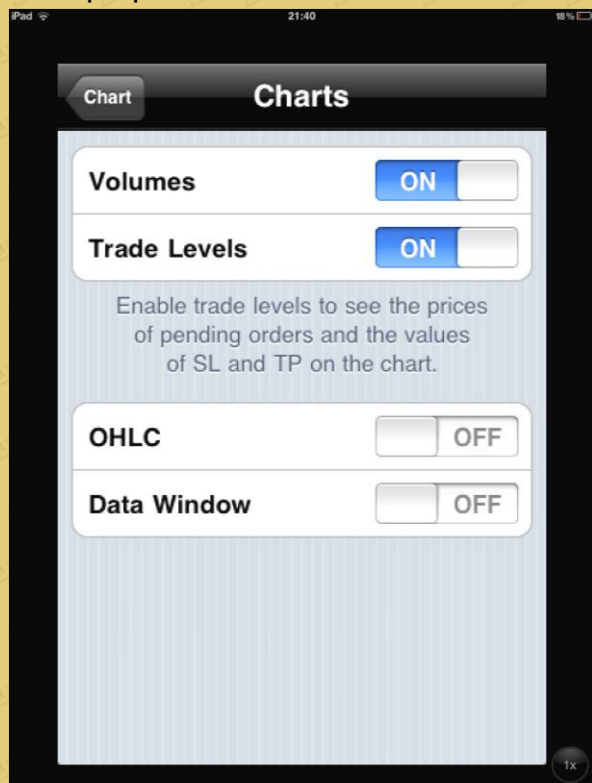 iPad 21:40 18%
Chart Charts
Volumes ON
Trade Levels ON
Enable trade levels to see the prices
of pending orders and the values
of SL and TP on the chart.
OHLC OFF
Data Window OFF
1x